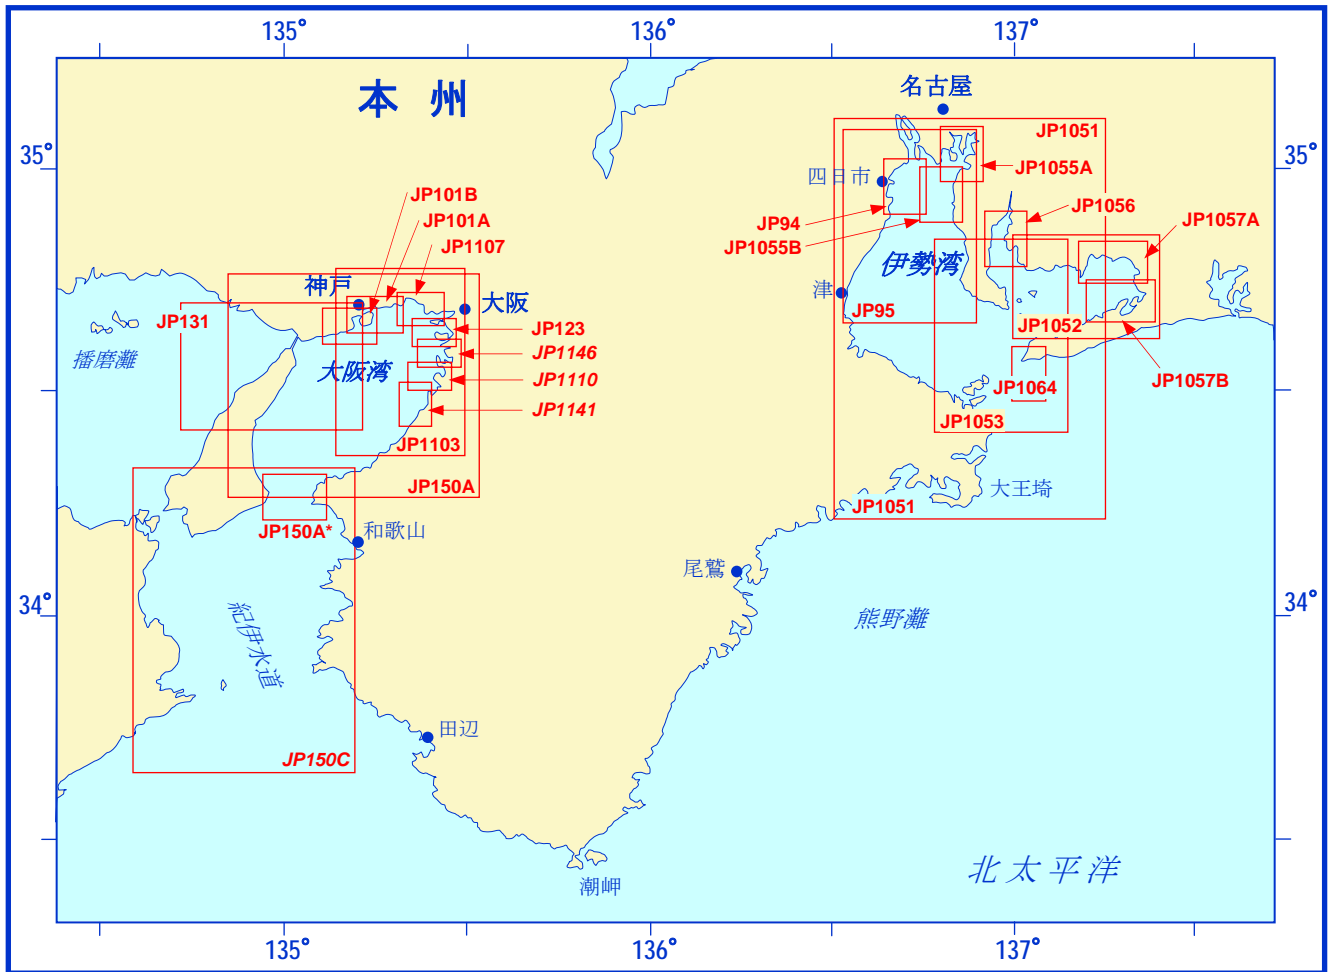 135° 136° 137°
本州
名古屋
35°
35°
JP1051
四日市
JP1055A
JP101B
JP101A
JP1107
JP94
JP1055B
JP1056
JP1057A
伊勢湾
神戸
大阪
津
JP131
JP95
JP1052
JP123
播磨灘
JP1146
大阪湾
JP1110
JP1057B
JP1064
JP1141
JP1053
JP1103
JP150A
大王埼
JP1051
JP150A*
和歌山
尾鷲
34°
34°
熊野灘
紀伊水道
田辺
JP150C
北太平洋
潮岬
135° 136° 137°